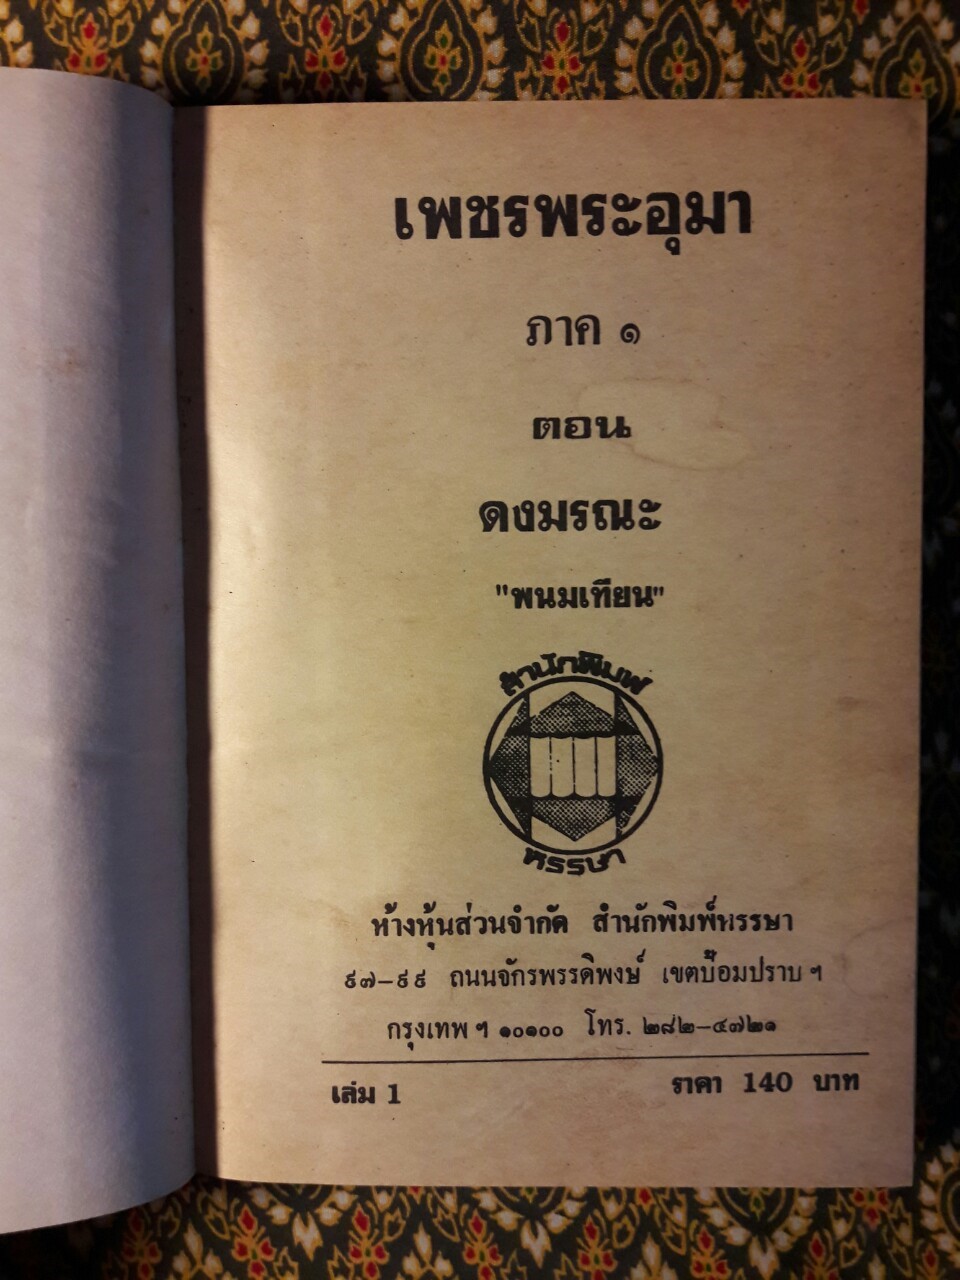 เพชรพระอุมา
ภาค ๑
ตอน
ดงมรณะ
"พนมเทียน"
สำนักพิมพ์
หรรษา
ห้างหุ้นส่วนจำกัด สำนักพิมพ์หรรษา
๙๗-๙๙ ถนนจักรพรรดิพงษ์ เขตป้อมปราบ ฯ
กรุงเทพ ฯ ๑๐๑๐๐ โทร. ๒๘๒-๔๗๒๑
เล่ม 1 ราคา 140 บาท